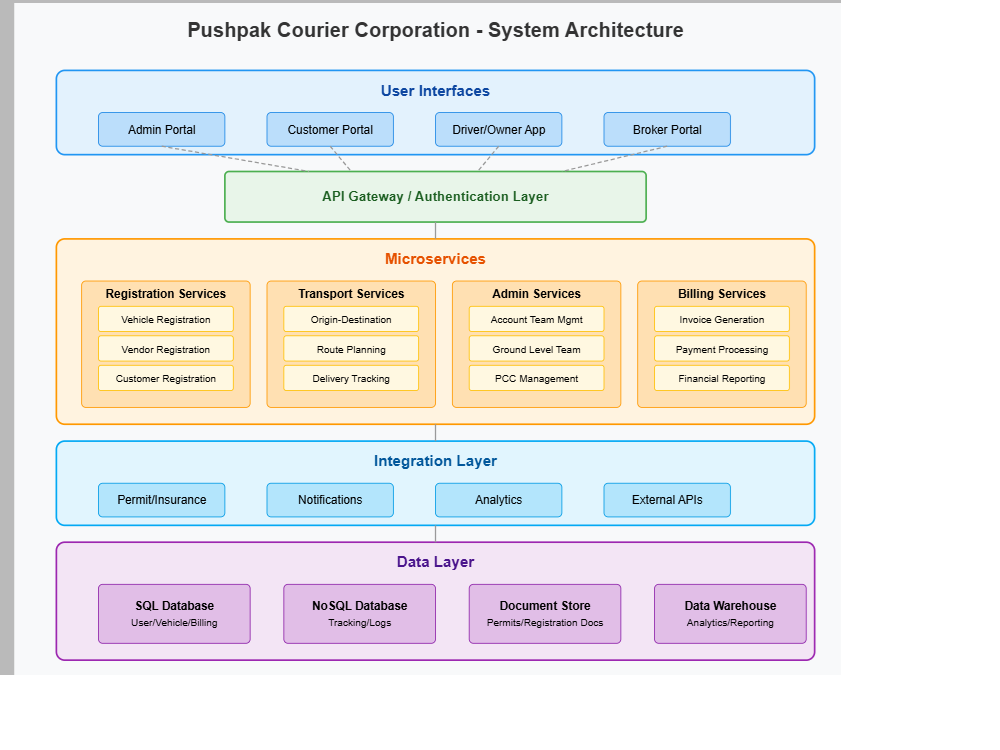 Pushpak Courier Corporation - System Architecture
User Interfaces
Admin Portal
Customer Portal
Driver/Owner App
Broker Portal
API Gateway / Authentication Layer
Microservices
Registration Services
Vehicle Registration
Vendor Registration
Customer Registration
Transport Services
Origin-Destination
Route Planning
Delivery Tracking
Admin Services
Account Team Mgmt
Ground Level Team
PCC Management
Billing Services
Invoice Generation
Payment Processing
Financial Reporting
Integration Layer
Permit/Insurance
Notifications
Analytics
External APIs
Data Layer
SQL Database
User/Vehicle/Billing
NoSQL Database
Tracking/Logs
Document Store
Permits/Registration Docs
Data Warehouse
Analytics/Reporting